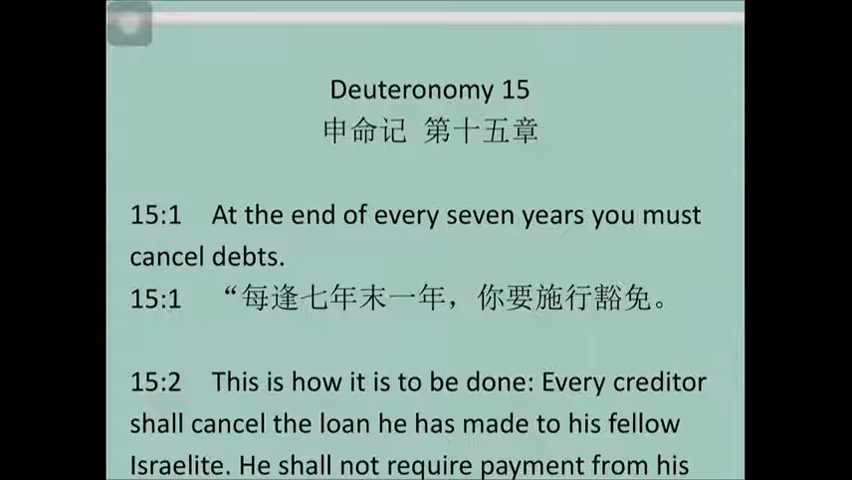 Deuteronomy 15
申命记 第十五章
15:1 At the end of every seven years you must
cancel debts.
15:1 “每逢七年末一年，你要施行豁免。
15:2 This is how it is to be done: Every creditor
shall cancel the loan he has made to his fellow
Israelite. He shall not require payment from his